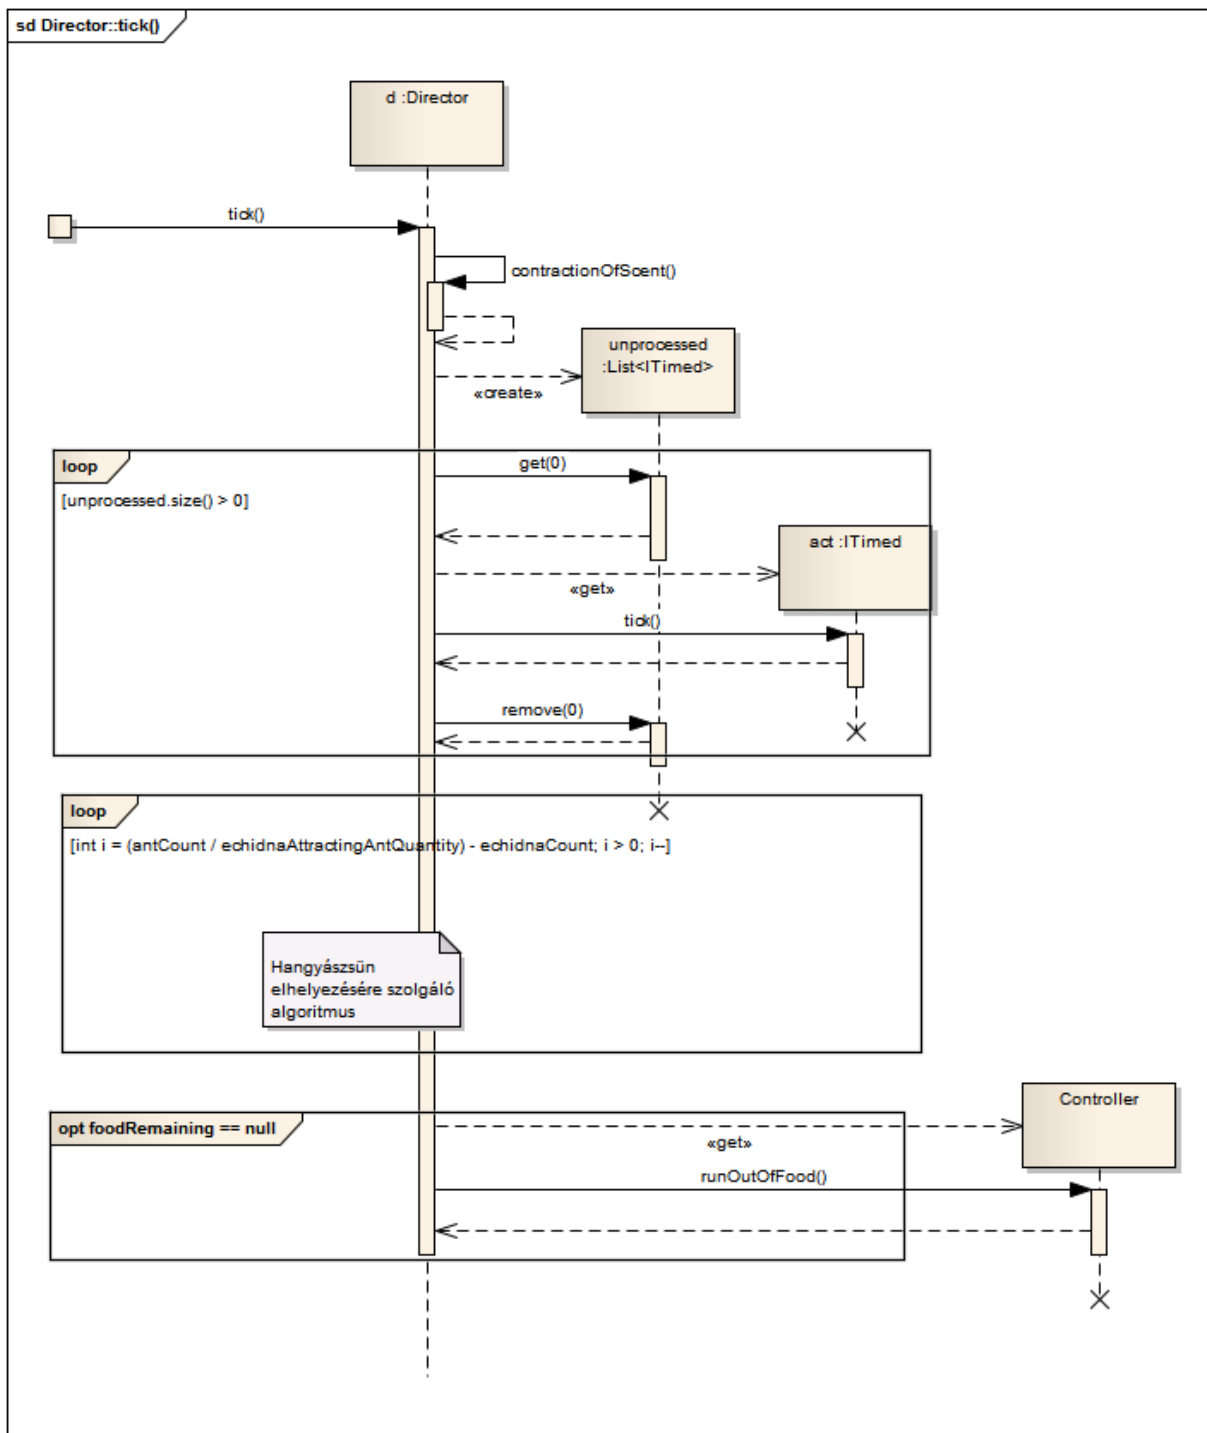 sd Director::tick()
d :Director
tick()
contractionOfScent()
unprocessed
:List<ITimed>
«create»
loop
[unprocessed.size() > 0]
get(0)
act :ITimed
«get»
tick()
remove(0)
loop
[int i = (antCount / echidnaAttractingAntQuantity) - echidnaCount; i > 0; i--]
Hangyászsün
elhelyezésére szolgáló
algoritmus
Controller
opt foodRemaining == null
«get»
runOutOfFood()